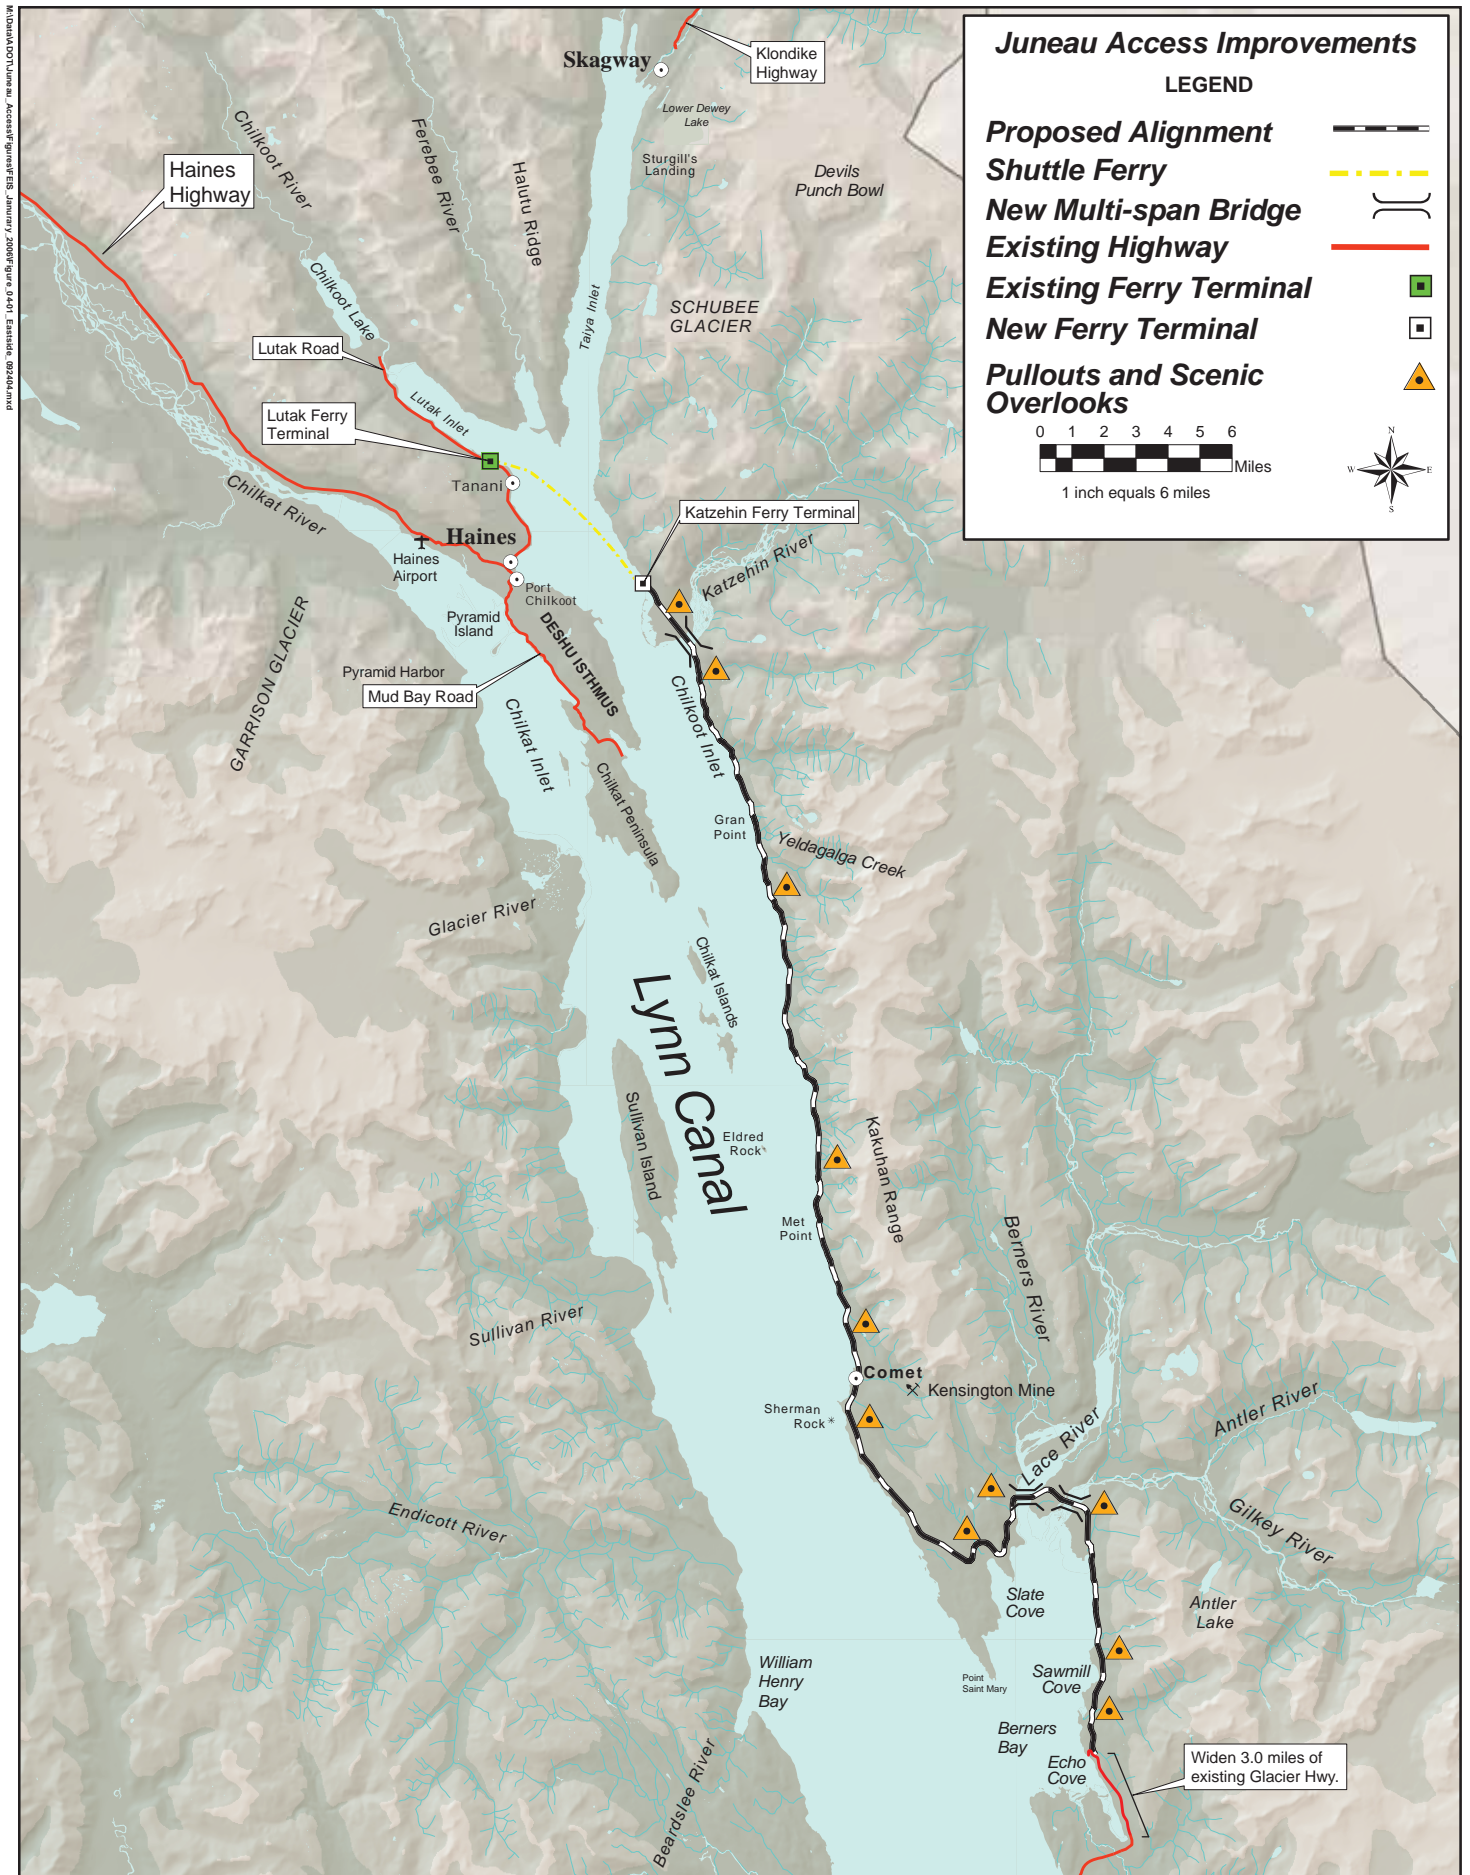 M:\Data\ADOT\Juneau_Access\Figures\FEIS_Janurary_2006\Figure_04-01_Eastside_092404.mxd
Juneau Access Improvements
LEGEND
Proposed Alignment
Shuttle Ferry
New Multi-span Bridge
Existing Highway
Existing Ferry Terminal
New Ferry Terminal
Pullouts and Scenic
Overlooks
0 1 2 3 4 5 6
Miles
1 inch equals 6 miles
N
W
E
S
Skagway
Klondike
Highway
Lower Dewey
Lake
Sturgill's
Landing
Devils
Punch Bowl
Chilkoot River
Ferebee River
Halutu Ridge
Haines
Highway
Chilkoot Lake
Taiya Inlet
SCHUBEE
GLACIER
Lutak Road
Lutak Inlet
Lutak Ferry
Terminal
Tanani
Chilkat River
Haines
Haines
Airport
Port
Chilkoot
Katzehin Ferry Terminal
Katzehin River
Pyramid
Island
DESHU ISTHMUS
GARRISON GLACIER
Pyramid Harbor
Mud Bay Road
Chilkat Inlet
Chilkoot Inlet
Chilkat Peninsula
Gran
Point
Yeldagalga Creek
Glacier River
Chilkat Islands
Lynn Canal
Sullivan Island
Eldred
Rock
Kakuhan Range
Met
Point
Berners River
Sullivan River
Comet
Kensington Mine
Sherman
Rock
Lace River
Antler River
Gilkey River
Endicott River
Slate
Cove
Antler
Lake
William
Henry
Bay
Point
Saint Mary
Sawmill
Cove
Berners
Bay
Echo
Cove
Widen 3.0 miles of
existing Glacier Hwy.
Beardslee River